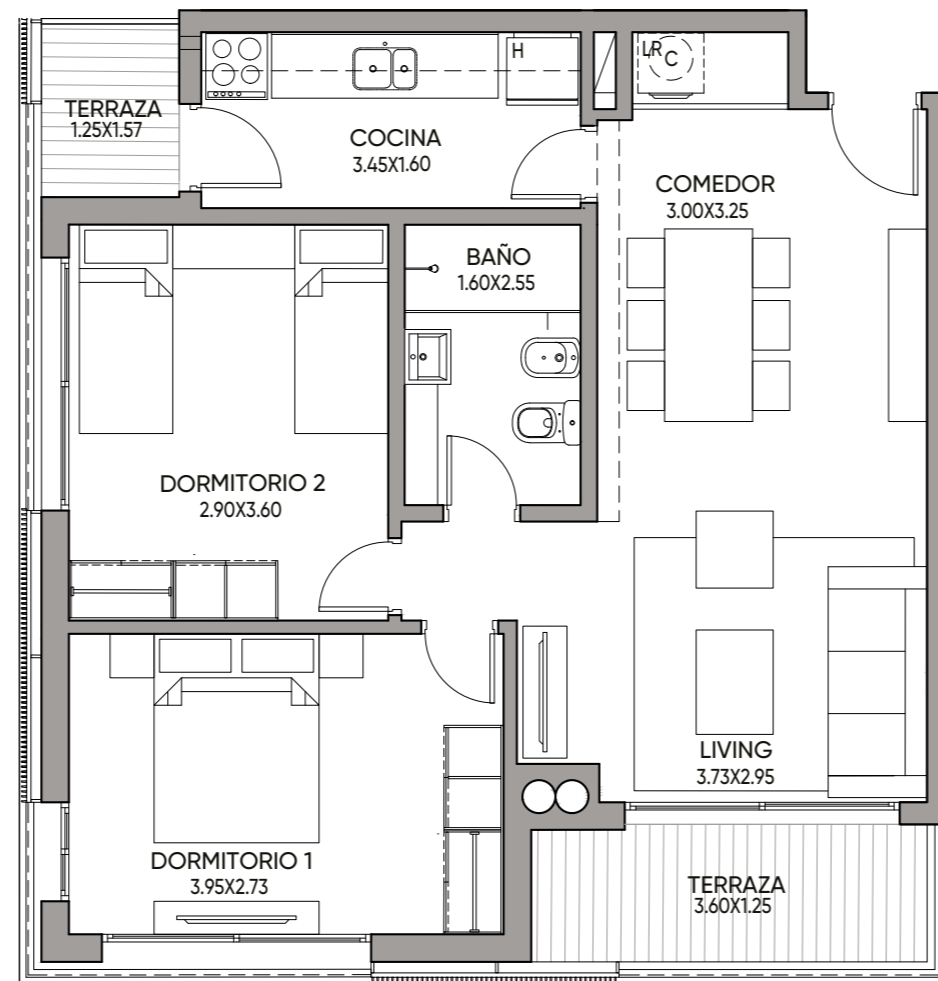 H
LR
C
TERRAZA
1.25X1.57
COCINA
3.45X1.60
COMEDOR
3.00X3.25
BAÑO
1.60X2.55
DORMITORIO 2
2.90X3.60
LIVING
3.73X2.95
DORMITORIO 1
3.95X2.73
TERRAZA
3.60X1.25